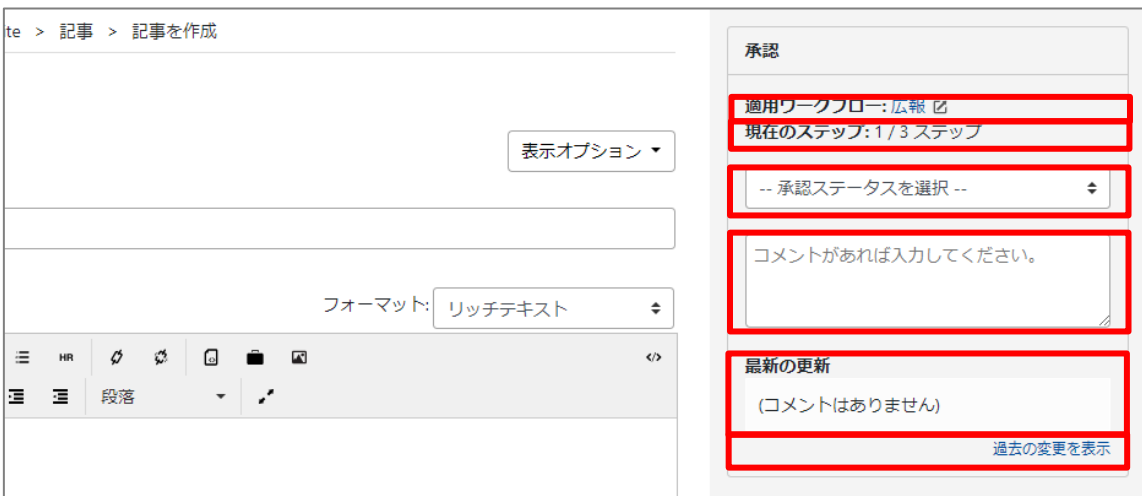 te > 記事 > 記事を作成
表示オプション
フォーマット: リッチテキスト
HR
段落
承認
適用ワークフロー: 広報
現在のステップ: 1 / 3 ステップ
-- 承認ステータスを選択 --
コメントがあれば入力してください。
最新の更新
(コメントはありません)
過去の変更を表示